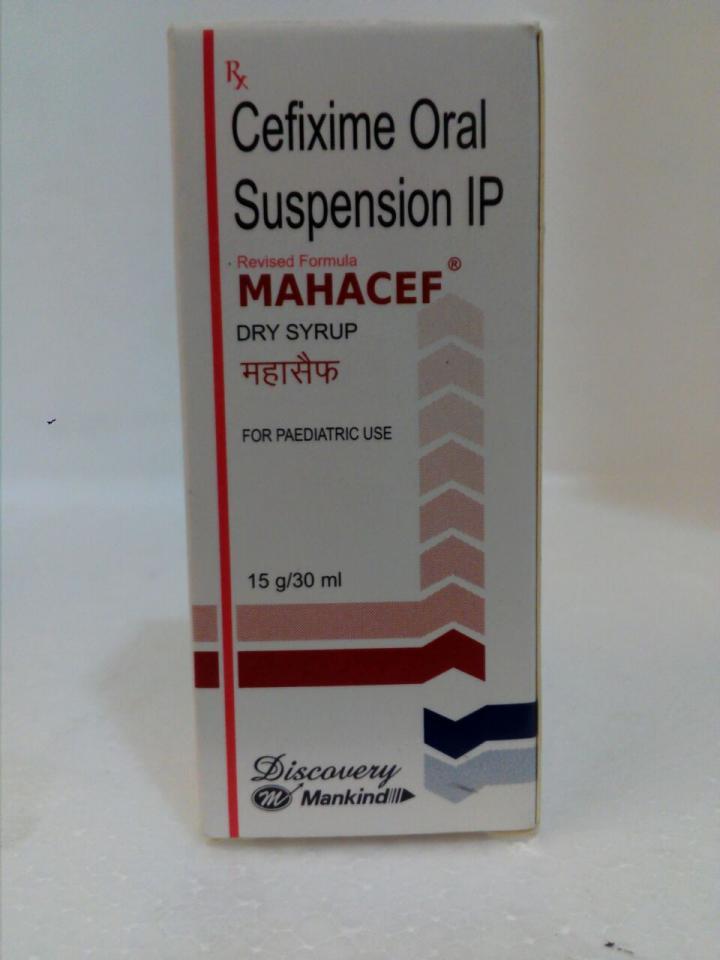 Rx
Cefixime Oral
Suspension IP
Revised Formula
MAHACEF®
DRY SYRUP
महासैफ
FOR PAEDIATRIC USE
15 g/30 ml
Discovery
m Mankind